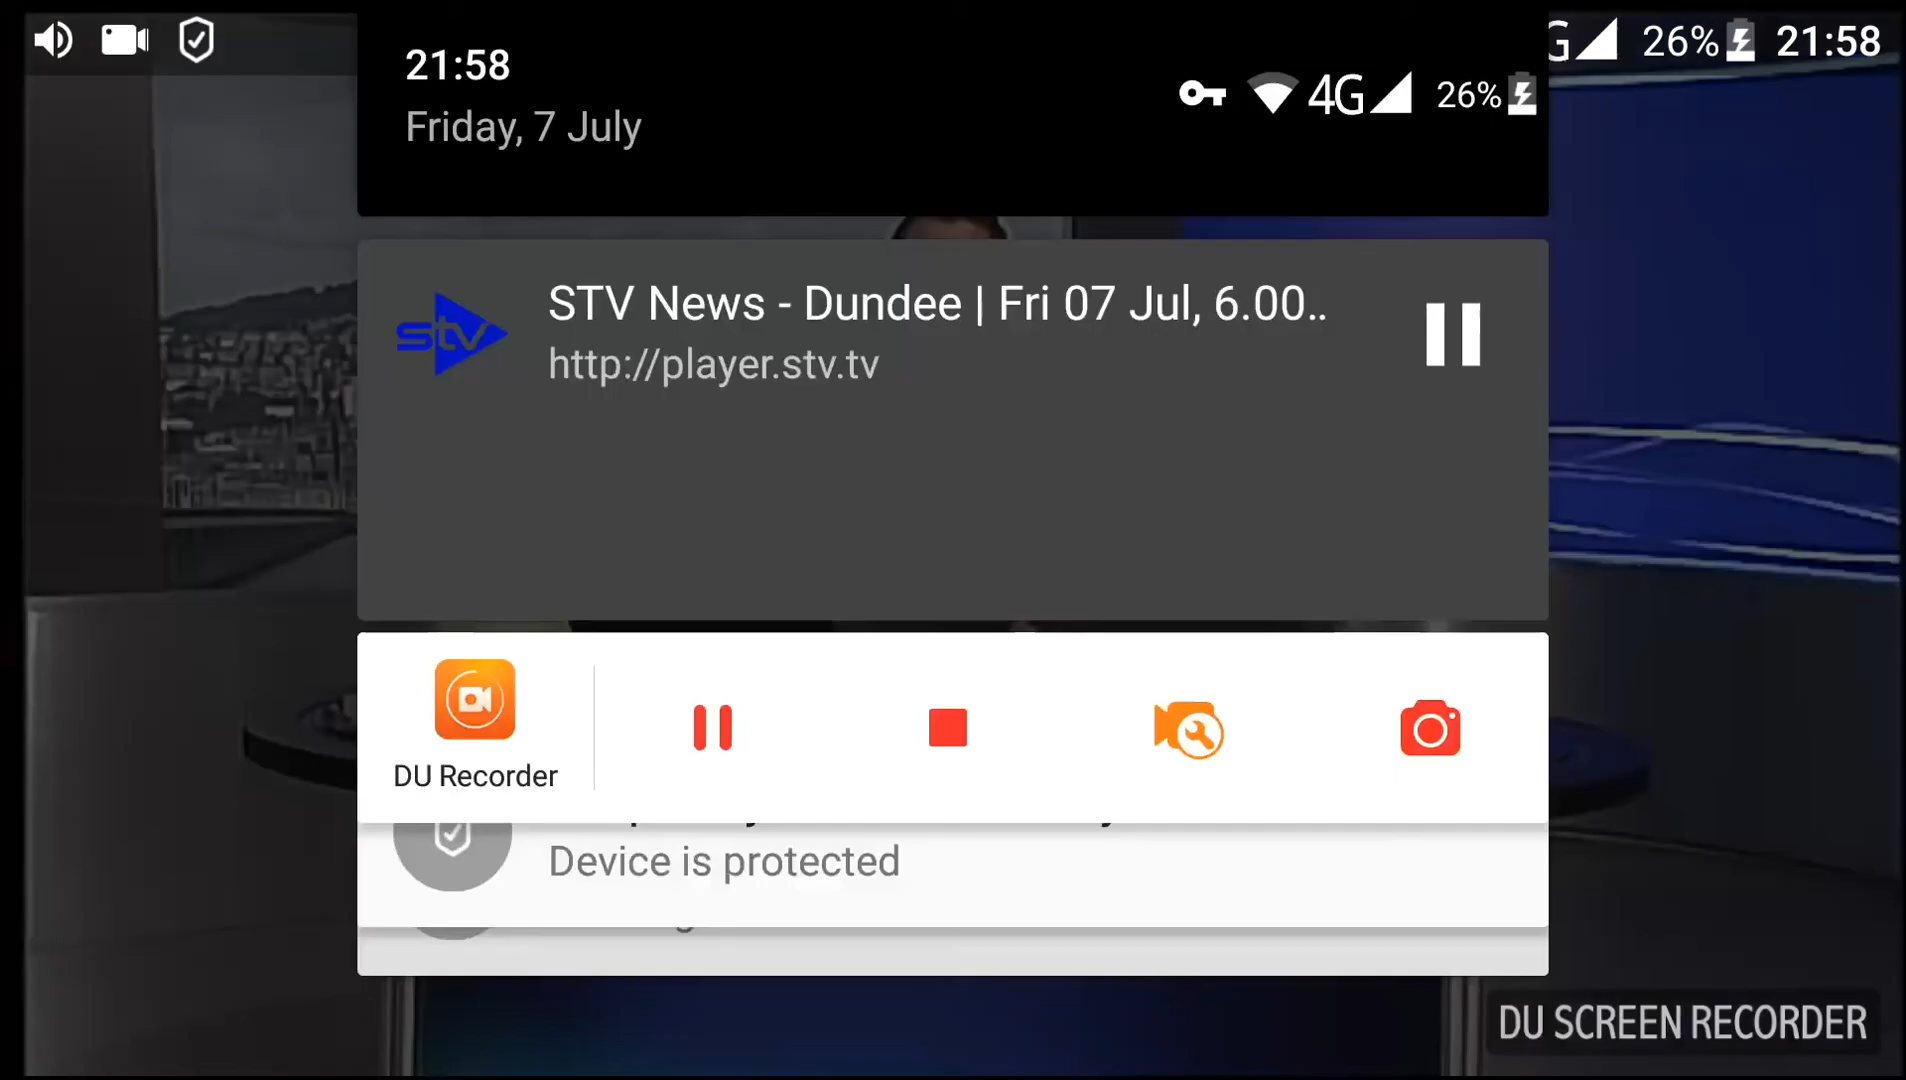 21:58
Friday, 7 July
4G 26%
G 26% 21:58
STV News - Dundee | Fri 07 Jul, 6.00..
http://player.stv.tv
stv
DU Recorder
Device is protected
DU SCREEN RECORDER